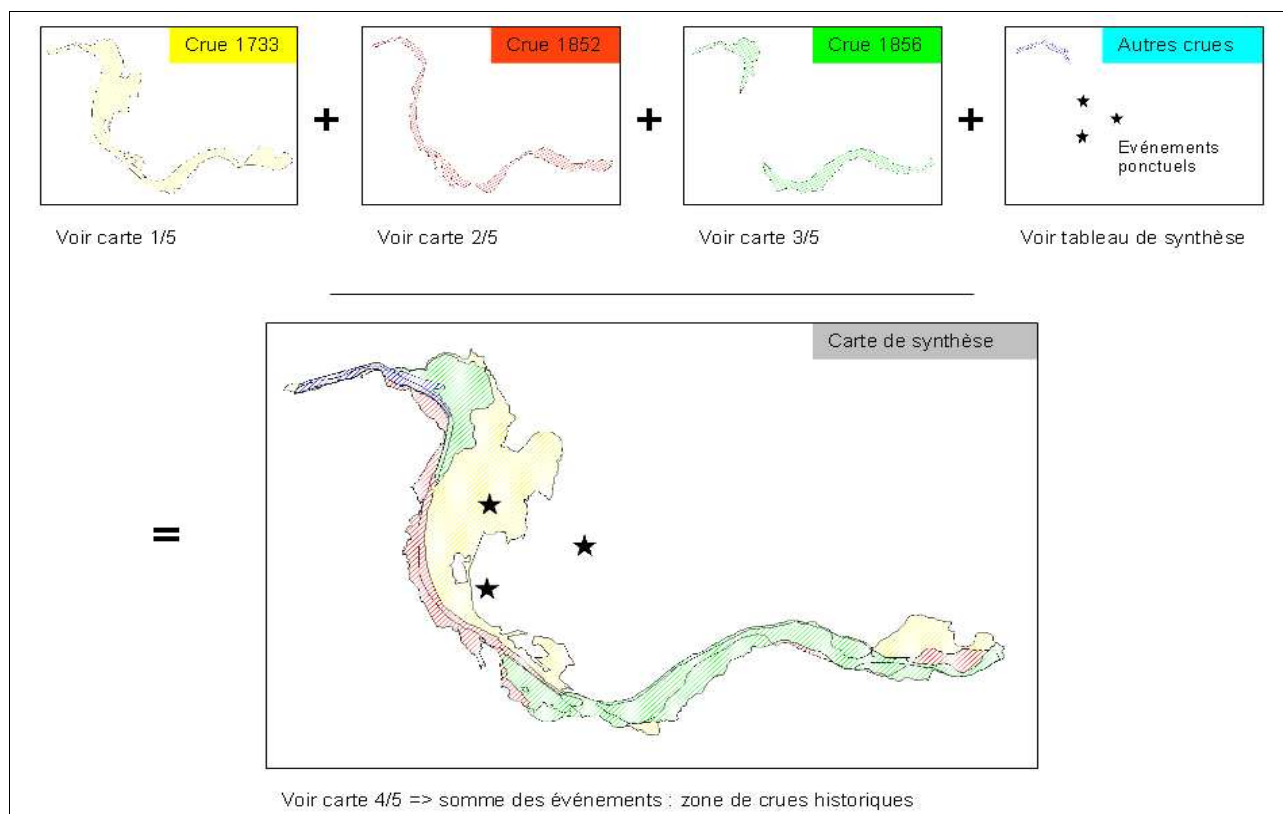 Crue 1733
Crue 1852
Crue 1856
Autres crues
+
+
+
Evénements
ponctuels
Voir carte 1/5
Voir carte 2/5
Voir carte 3/5
Voir tableau de synthèse
Carte de synthèse
=
Voir carte 4/5 => somme des événements : zone de crues historiques